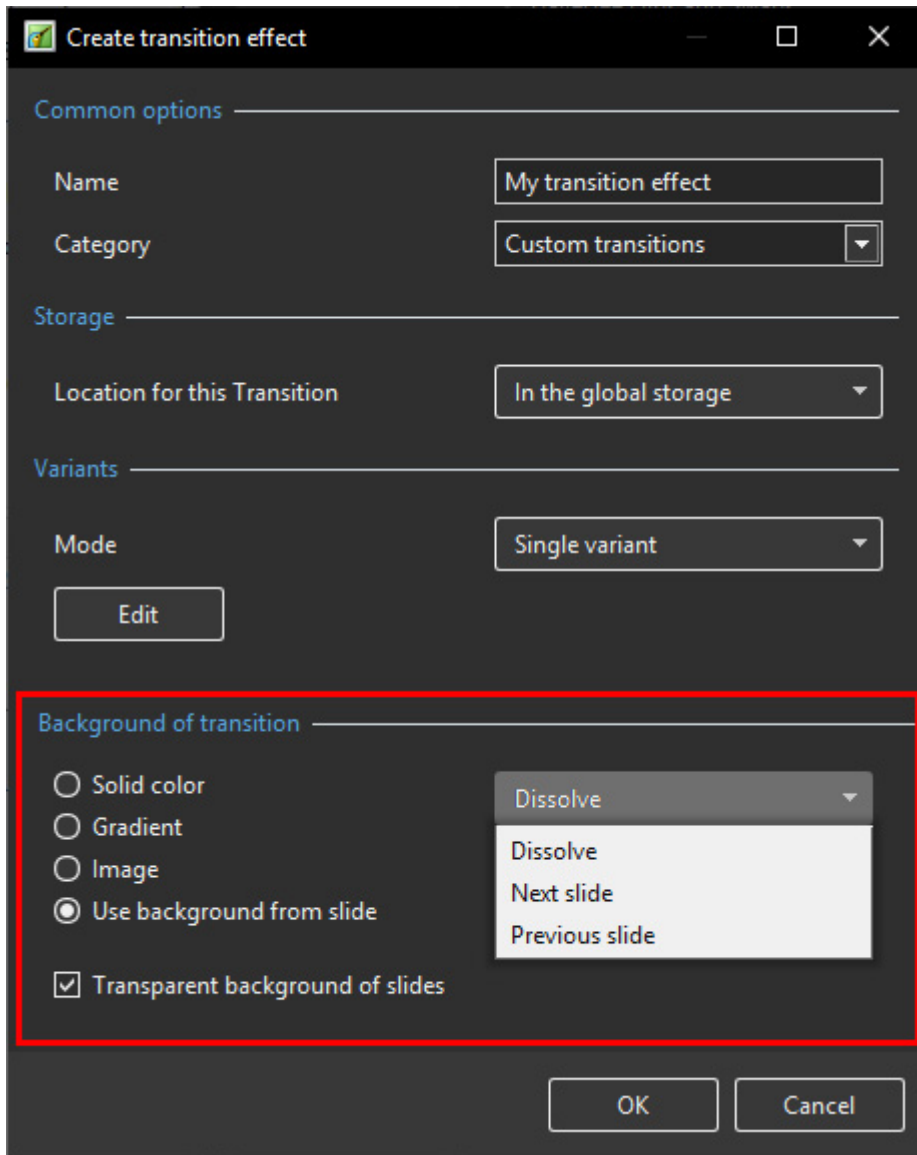 Create transition effect
Common options
Name
My transition effect
Category
Custom transitions
Storage
Location for this Transition
In the global storage
Variants
Mode
Single variant
Edit
Background of transition
Solid color
Gradient
Image
Use background from slide
Dissolve
Dissolve
Next slide
Previous slide
Transparent background of slides
OK
Cancel